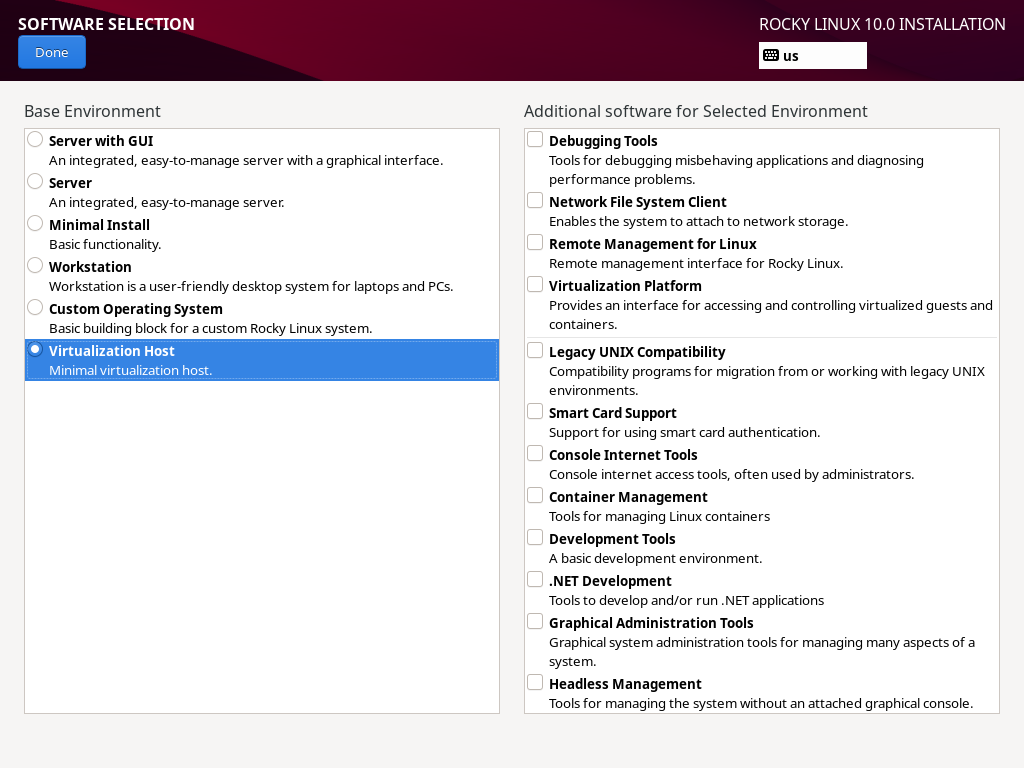 SOFTWARE SELECTION
Done
ROCKY LINUX 10.0 INSTALLATION
us
Base Environment
Server with GUI
An integrated, easy-to-manage server with a graphical interface.
Server
An integrated, easy-to-manage server.
Minimal Install
Basic functionality.
Workstation
Workstation is a user-friendly desktop system for laptops and PCs.
Custom Operating System
Basic building block for a custom Rocky Linux system.
Virtualization Host
Minimal virtualization host.
Additional software for Selected Environment
Debugging Tools
Tools for debugging misbehaving applications and diagnosing
performance problems.
Network File System Client
Enables the system to attach to network storage.
Remote Management for Linux
Remote management interface for Rocky Linux.
Virtualization Platform
Provides an interface for accessing and controlling virtualized guests and
containers.
Legacy UNIX Compatibility
Compatibility programs for migration from or working with legacy UNIX
environments.
Smart Card Support
Support for using smart card authentication.
Console Internet Tools
Console internet access tools, often used by administrators.
Container Management
Tools for managing Linux containers
Development Tools
A basic development environment.
.NET Development
Tools to develop and/or run .NET applications
Graphical Administration Tools
Graphical system administration tools for managing many aspects of a
system.
Headless Management
Tools for managing the system without an attached graphical console.